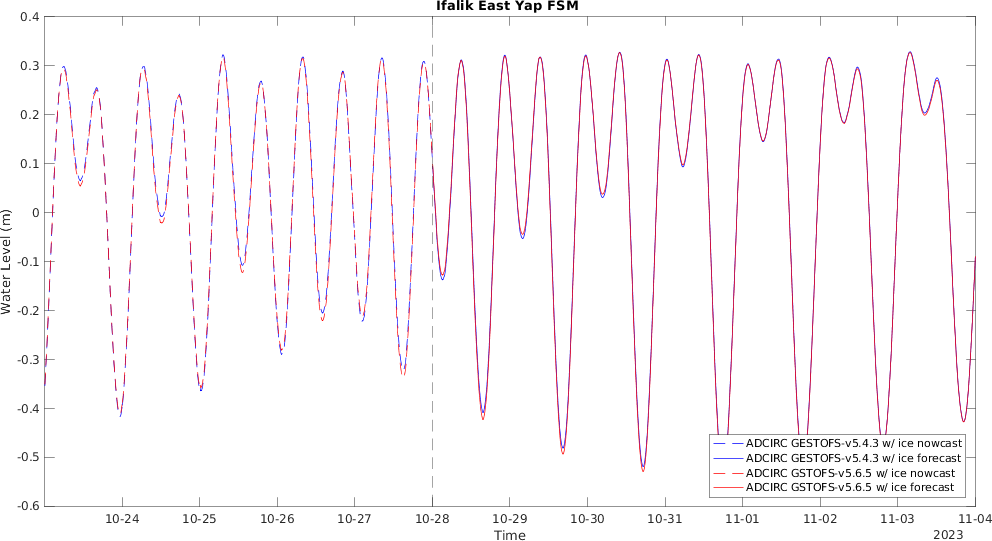 Ifalik East Yap FSM
0.4
0.3
0.2
0.1
0
-0.1
-0.2
-0.3
-0.4
-0.5
-0.6
Water Level (m)
ADCIRC GESTOFS-v5.4.3 w/ ice nowcast
ADCIRC GESTOFS-v5.4.3 w/ ice forecast
ADCIRC GSTOFS-v5.6.5 w/ ice nowcast
ADCIRC GSTOFS-v5.6.5 w/ ice forecast
10-24 10-25 10-26 10-27 10-28 10-29 10-30 10-31 11-01 11-02 11-03 11-04
Time
2023